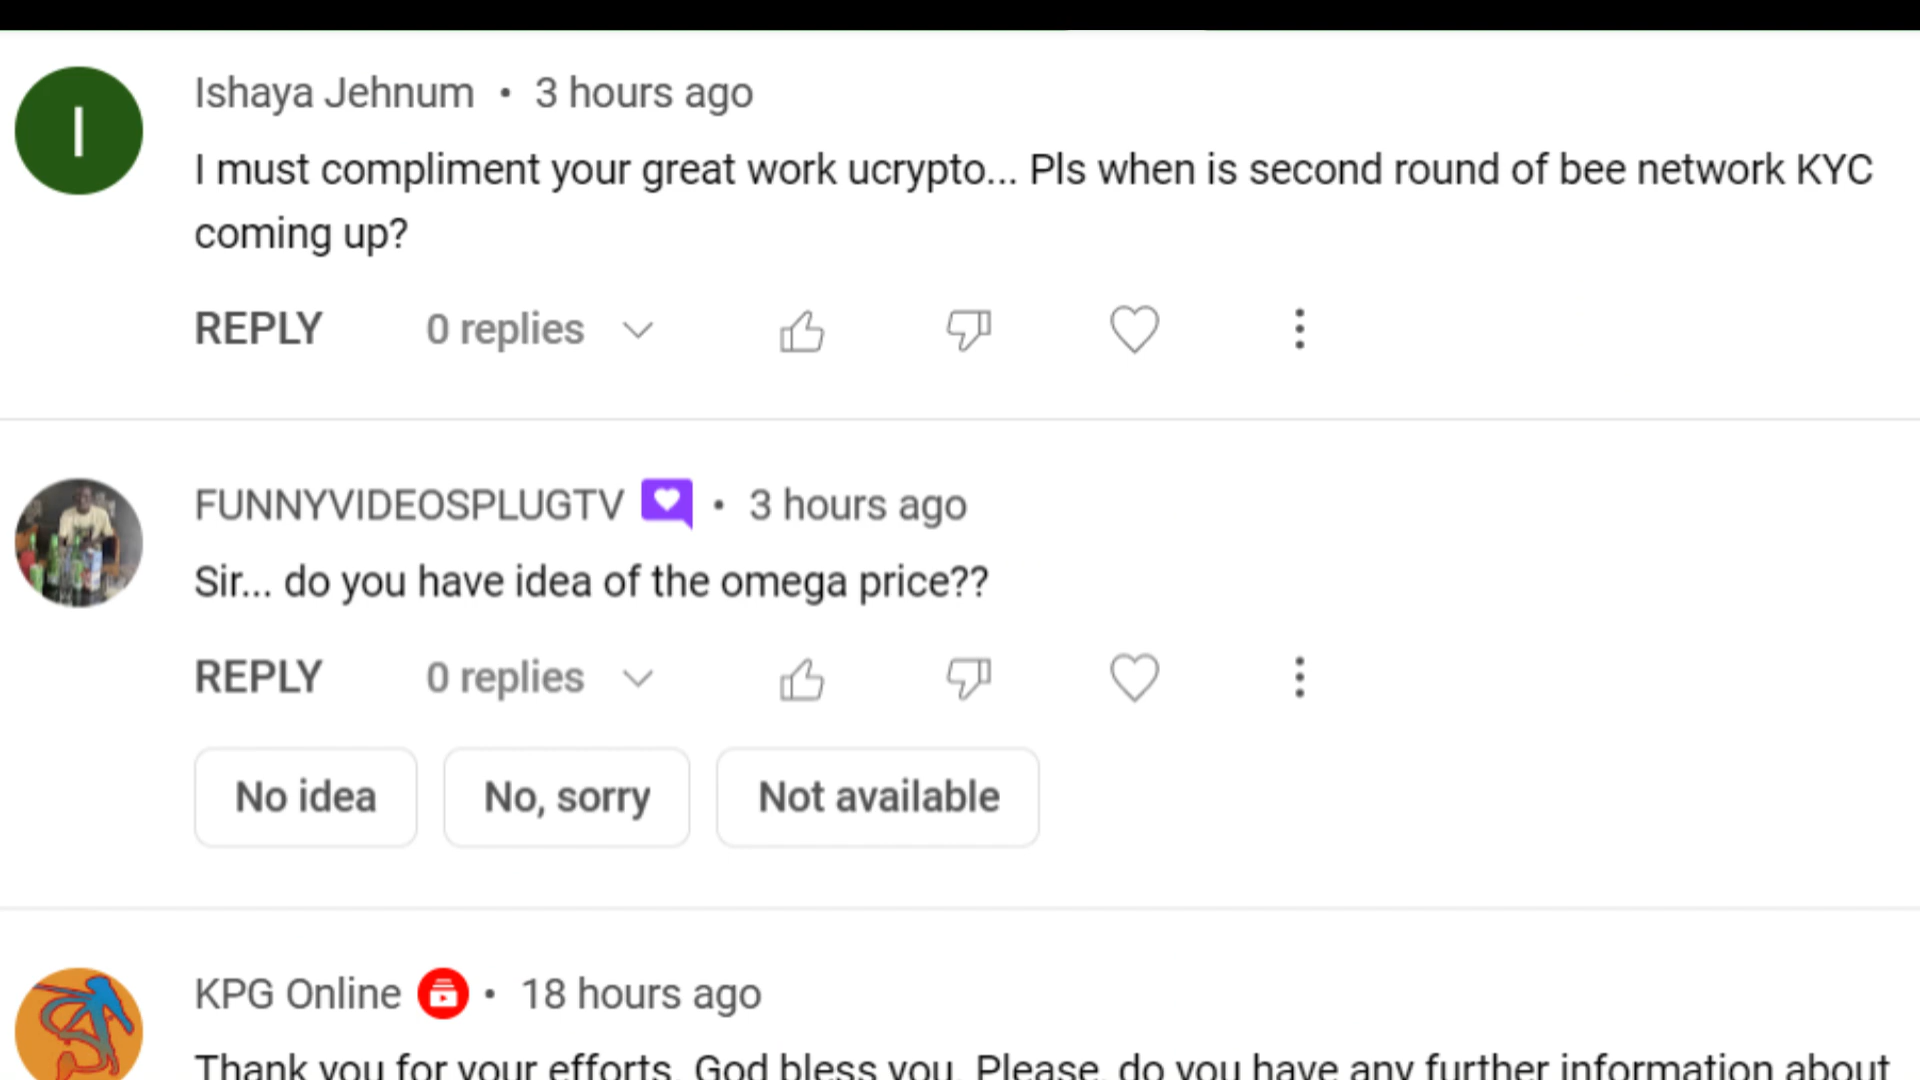 I
Ishaya Jehnum • 3 hours ago
I must compliment your great work ucrypto... Pls when is second round of bee network KYC
coming up?
REPLY 0 replies
FUNNYVIDEOSPLUGTV • 3 hours ago
Sir... do you have idea of the omega price??
REPLY 0 replies
No idea No, sorry Not available
KPG Online • 18 hours ago
Thank you for your efforts. God bless you. Please, do you have any further information about